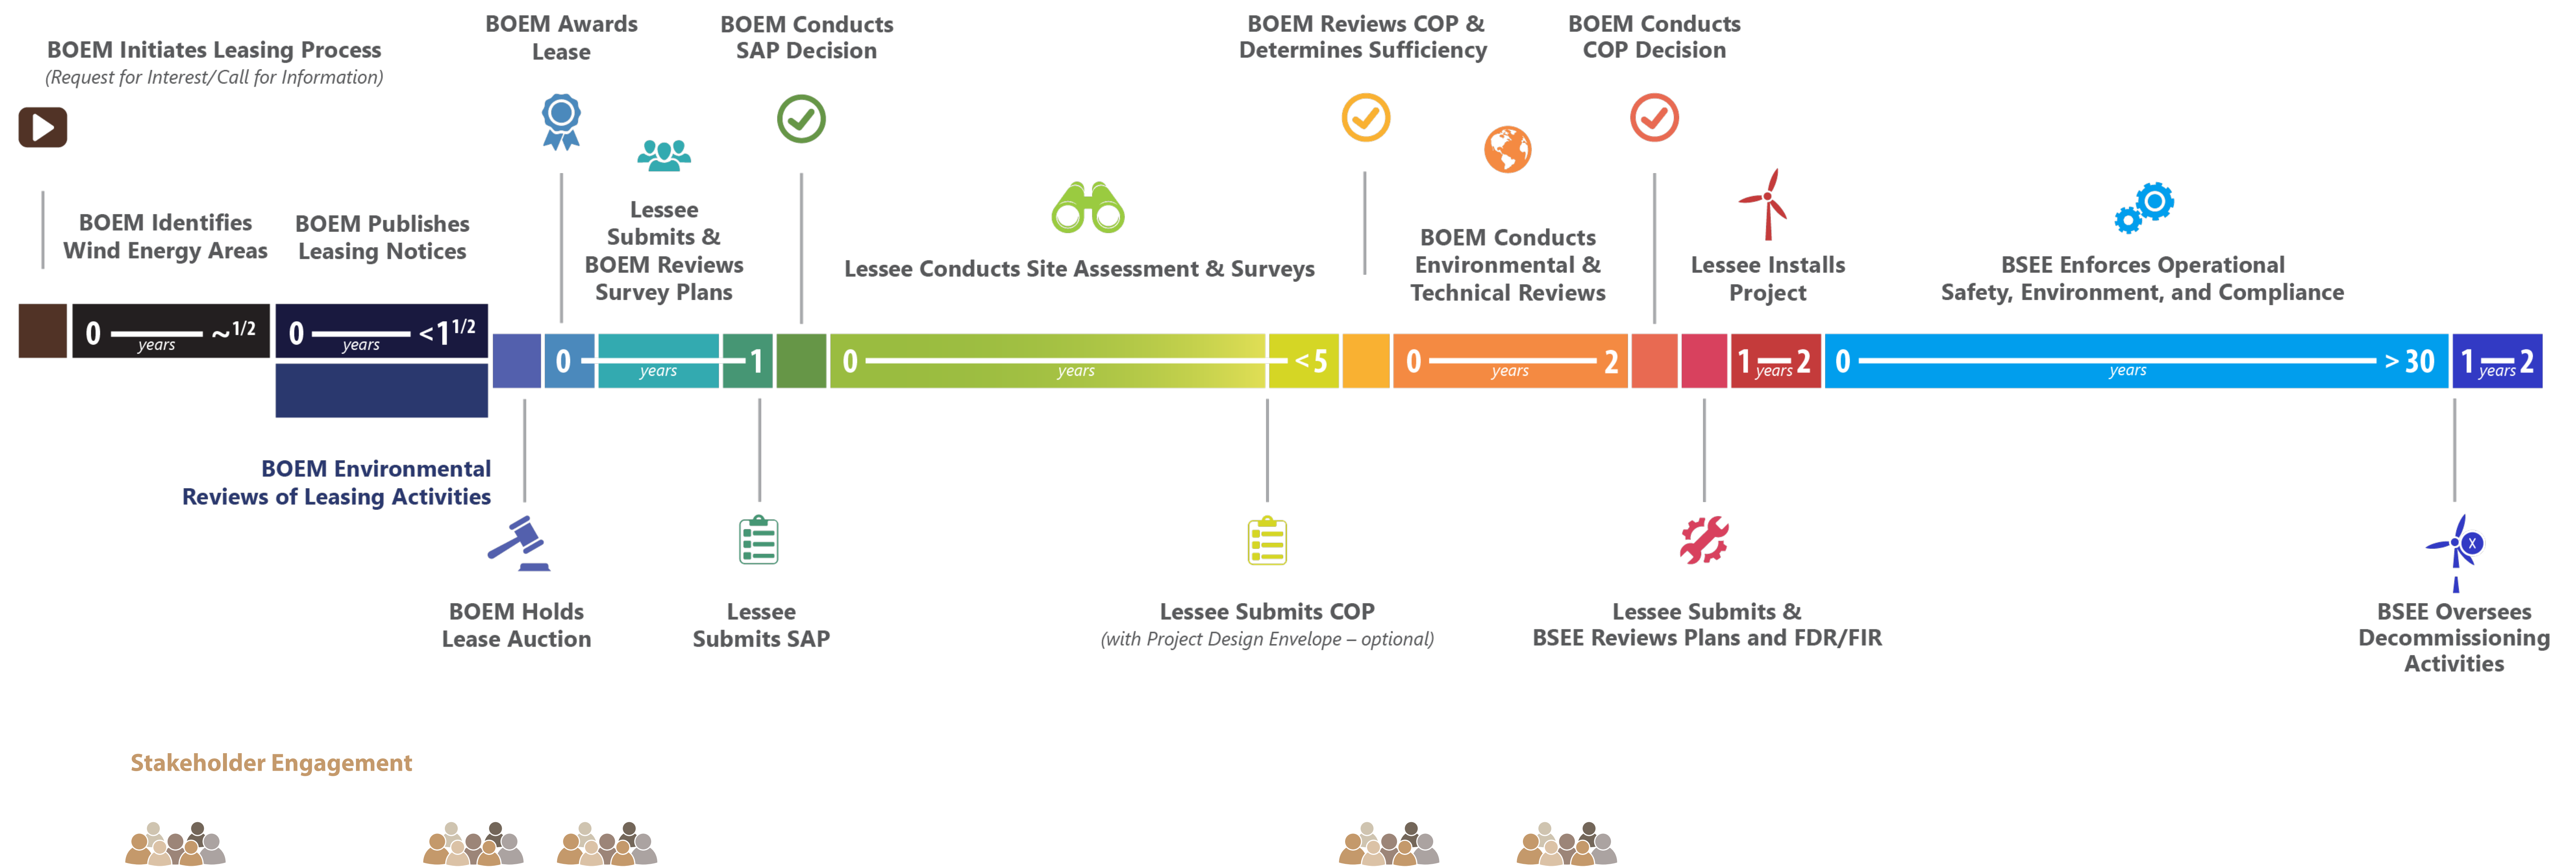 BOEM Initiates Leasing Process
(Request for Interest/Call for Information)
BOEM Identifies
Wind Energy Areas
BOEM Publishes
Leasing Notices
BOEM Awards
Lease
Lessee
Submits &
BOEM Reviews
Survey Plans
BOEM Conducts
SAP Decision
Lessee Conducts Site Assessment & Surveys
BOEM Reviews COP &
Determines Sufficiency
BOEM Conducts
Environmental &
Technical Reviews
BOEM Conducts
COP Decision
Lessee Installs
Project
BSEE Enforces Operational
Safety, Environment, and Compliance
0 years ~1/2
0 years <1 1/2
0 years 1
0 years < 5
0 years 2
1 years 2
0 years > 30
1 years 2
BOEM Environmental
Reviews of Leasing Activities
BOEM Holds
Lease Auction
Lessee
Submits SAP
Lessee Submits COP
(with Project Design Envelope – optional)
Lessee Submits &
BSEE Reviews Plans and FDR/FIR
X
BSEE Oversees
Decommissioning
Activities
Stakeholder Engagement